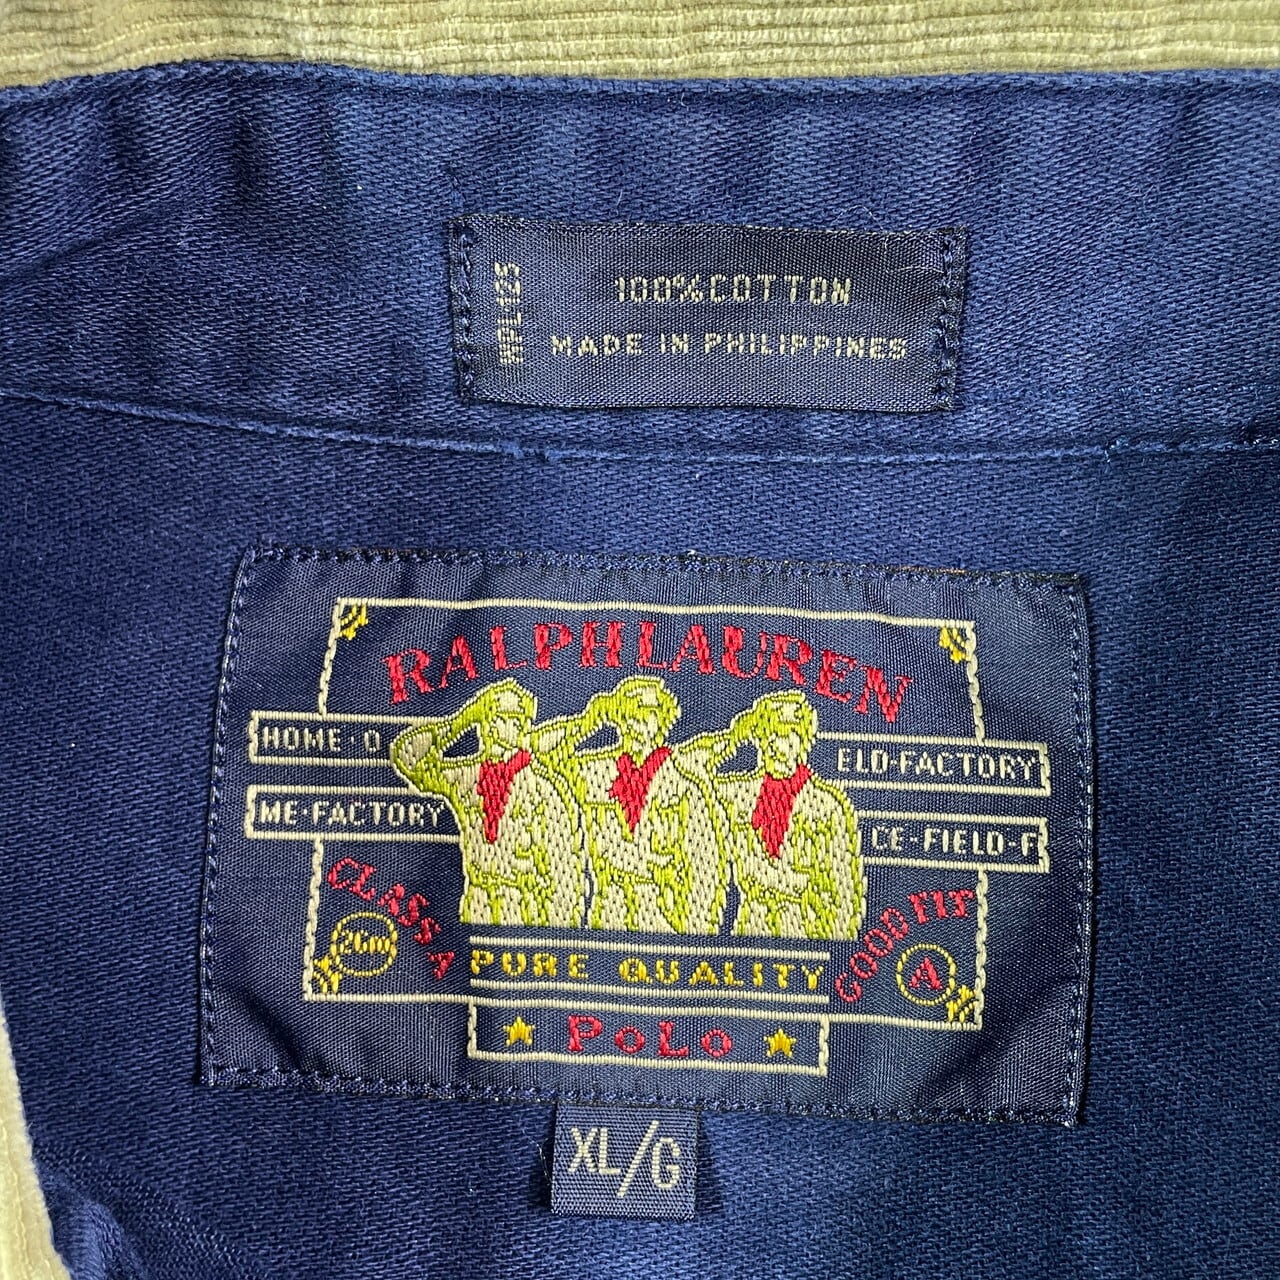 100%COTTON
MADE IN PHILIPPINES
RALPH LAUREN
HOME-O
ELD-FACTORY
ME-FACTORY
CE-FIELD-F
CLASS A
GOOD FIT
A
PURE QUALITY
POLO
XL/G